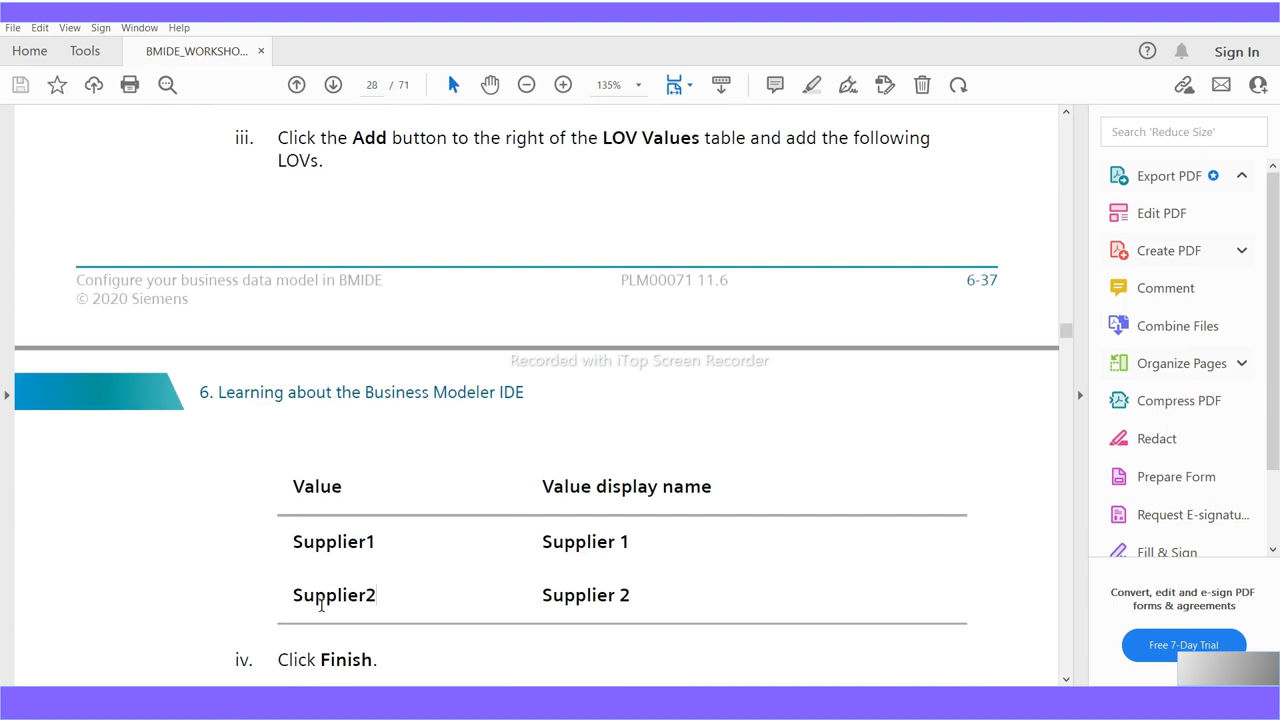 File Edit View Sign Window Help
Home Tools BMIDE_WORKSHO... × Sign In
28 / 71 135%
iii. Click the Add button to the right of the LOV Values table and add the following
LOVs.
Configure your business data model in BMIDE PLM00071 11.6 6-37
© 2020 Siemens
Recorded with iTop Screen Recorder
6. Learning about the Business Modeler IDE
Value Value display name
Supplier1 Supplier 1
Supplier2 Supplier 2
iv. Click Finish.
Search 'Reduce Size'
Export PDF
Edit PDF
Create PDF
Comment
Combine Files
Organize Pages
Compress PDF
Redact
Prepare Form
Request E-signatu...
Fill & Sign
Convert, edit and e-sign PDF
forms & agreements
Free 7-Day Trial